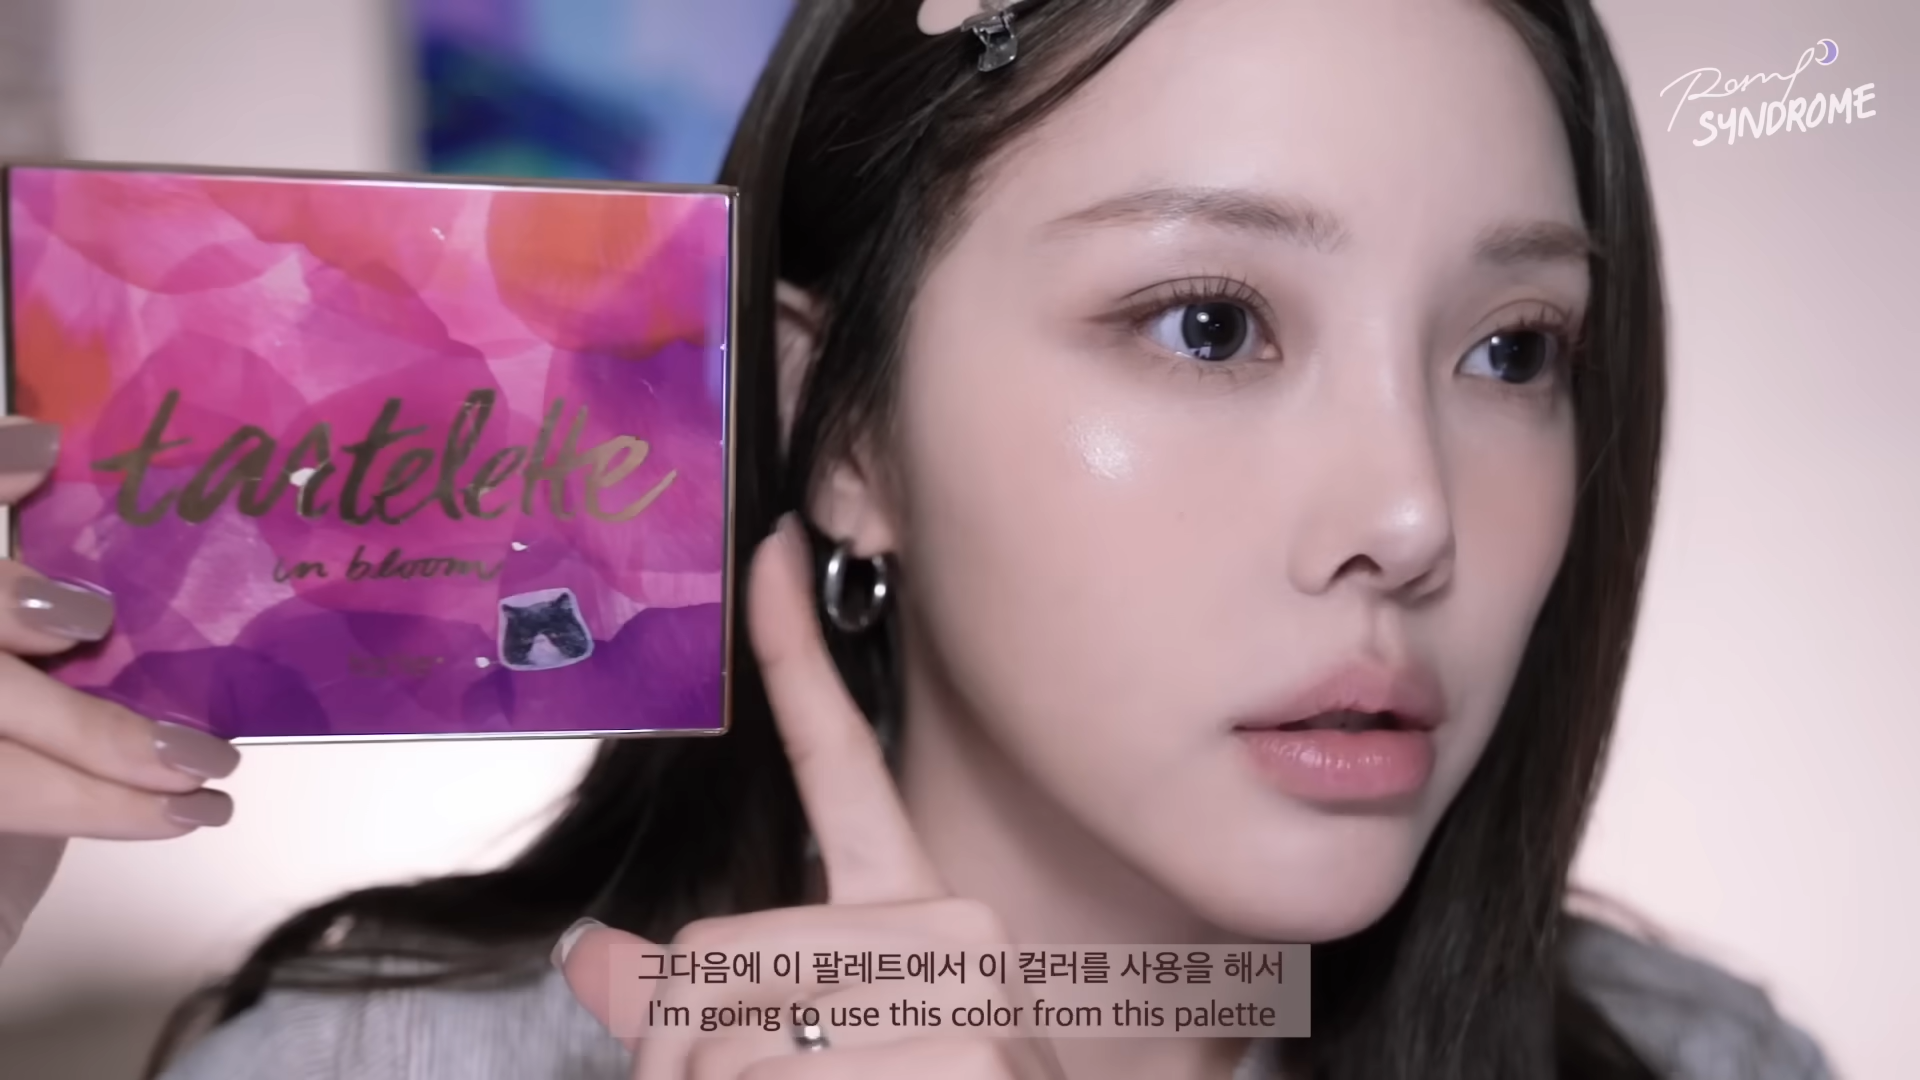 Pony
SYNDROME
tartelette
in bloom
그다음에 이 팔레트에서 이 컬러를 사용을 해서
I'm going to use this color from this palette